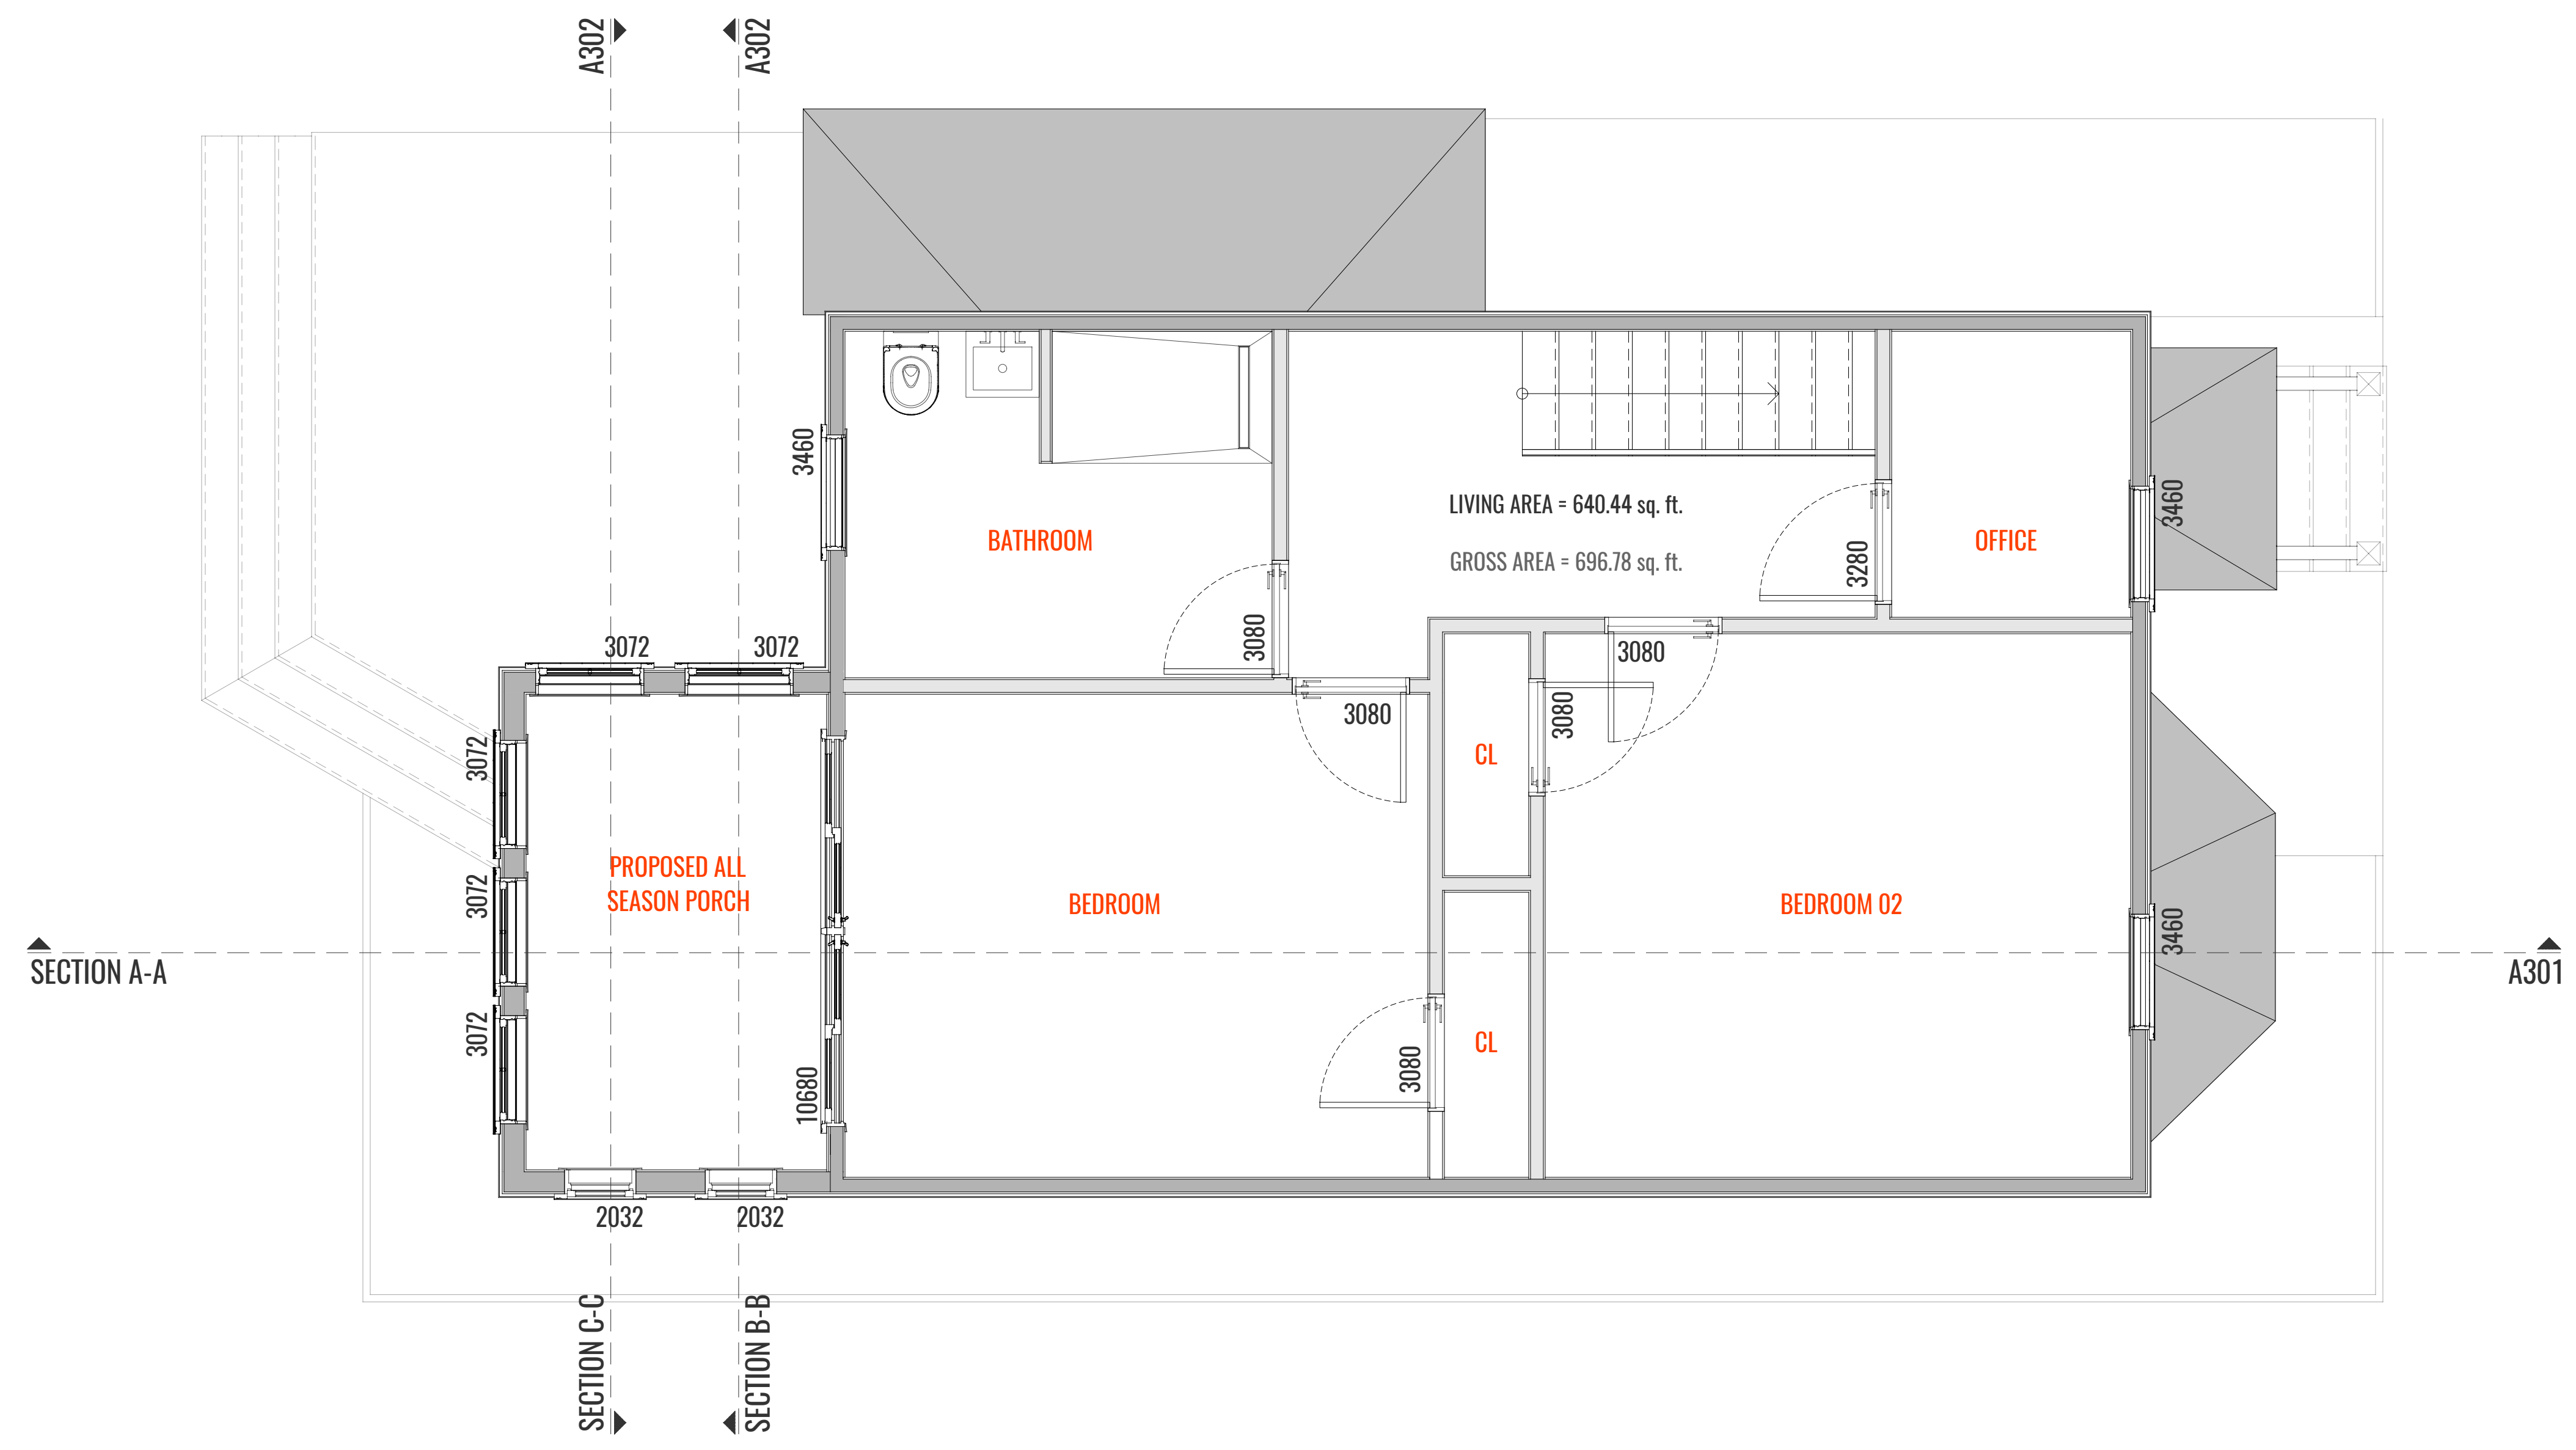 A302
A302
3460
LIVING AREA = 640.44 sq. ft.
3460
BATHROOM
OFFICE
GROSS AREA = 696.78 sq. ft.
3280
3080
3072
3072
3080
3080
3080
3072
CL
PROPOSED ALL
SEASON PORCH
3072
BEDROOM
BEDROOM 02
3460
SECTION A-A
A301
3072
CL
3080
10680
2032
2032
SECTION C-C
SECTION B-B